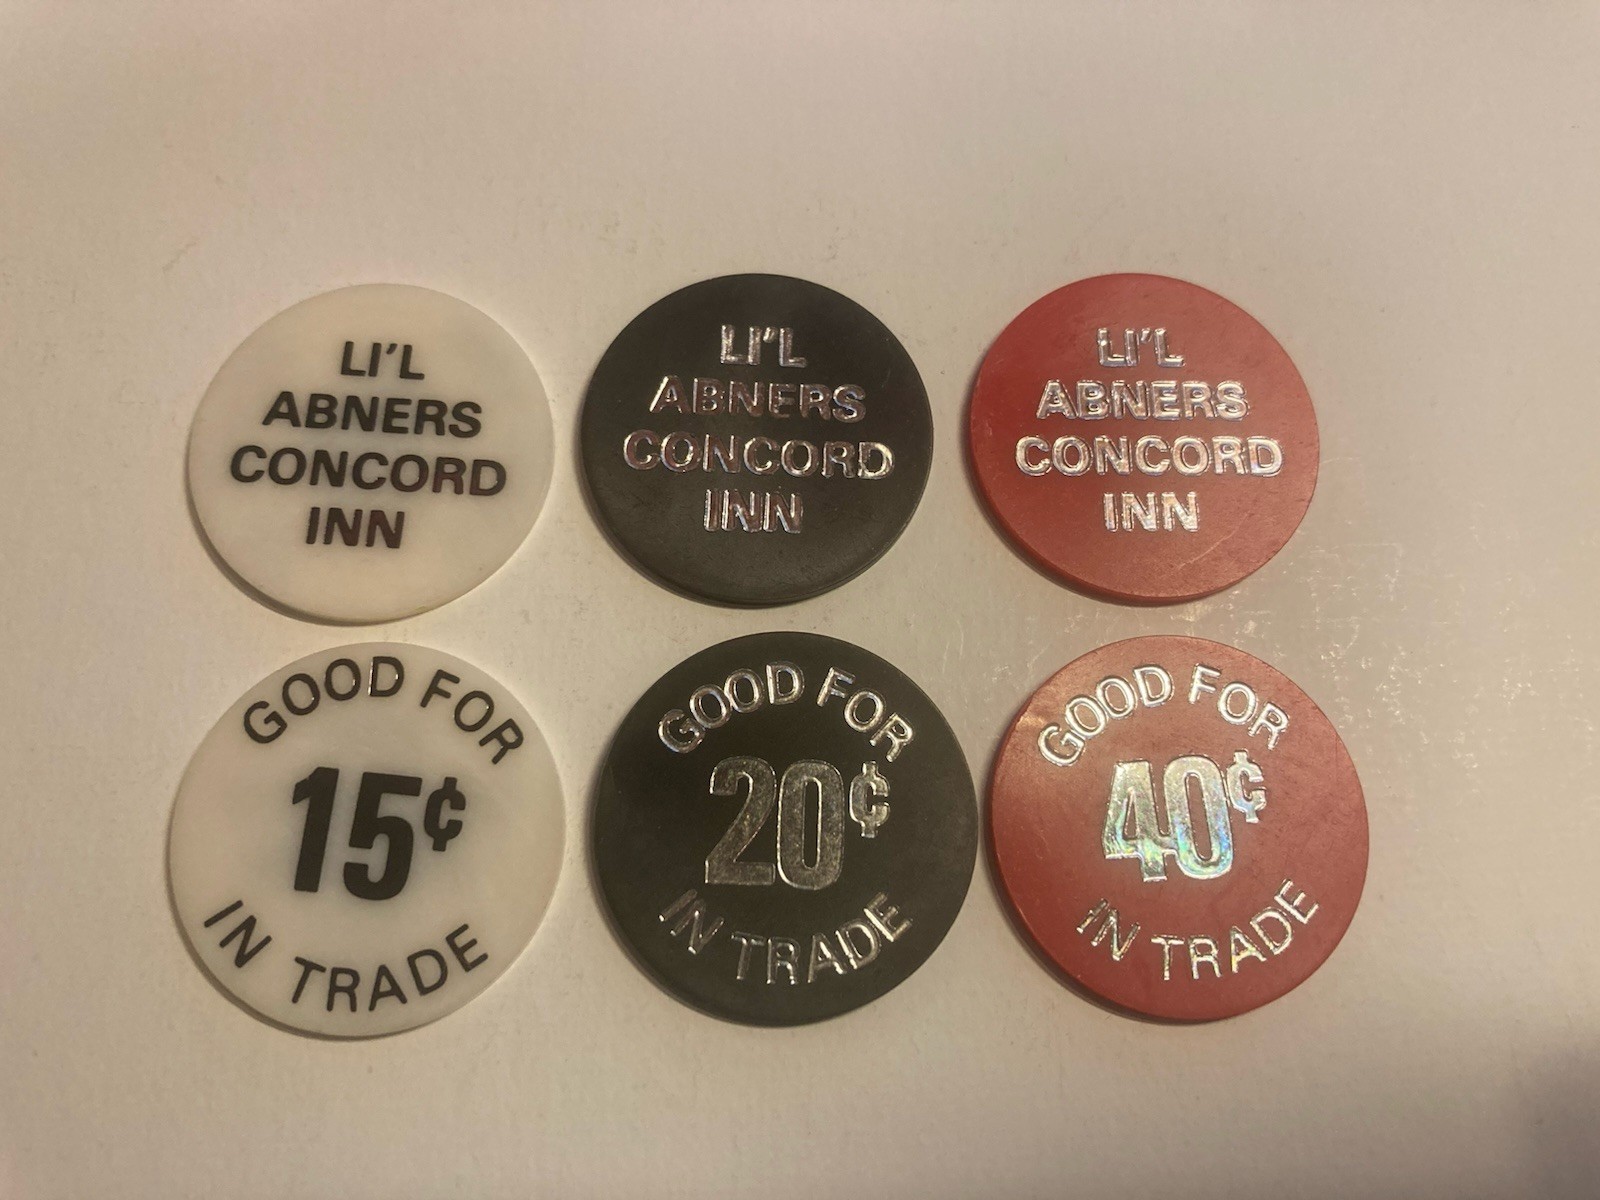 LI'L
ABNERS
CONCORD
INN
LI'L
ABNERS
CONCORD
INN
LI'L
ABNERS
CONCORD
INN
GOOD FOR
15¢
IN TRADE
GOOD FOR
20¢
IN TRADE
GOOD FOR
40¢
IN TRADE